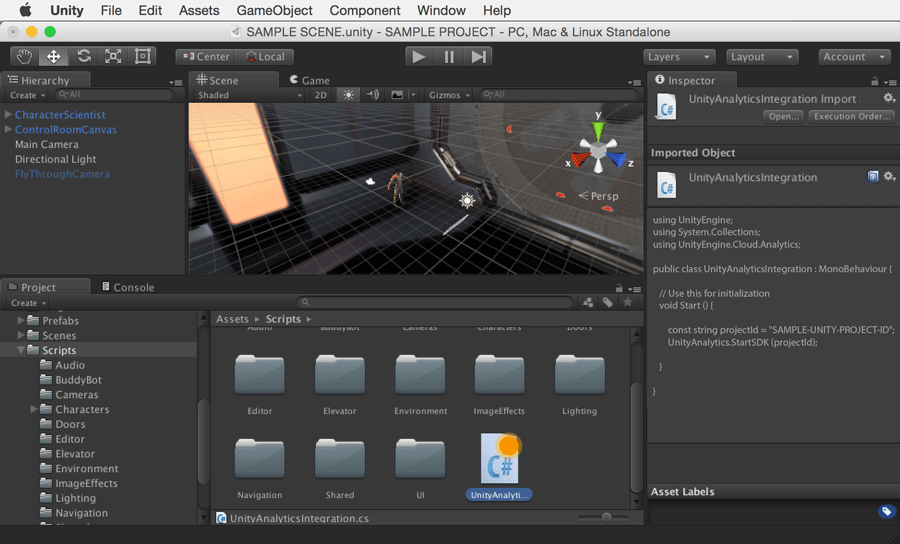 Unity File Edit Assets GameObject Component Window Help
SAMPLE SCENE.unity - SAMPLE PROJECT - PC, Mac & Linux Standalone
Center Local Layers Layout Account
Hierarchy
Create All
CharacterScientist
ControlRoomCanvas
Main Camera
Directional Light
FlyThroughCamera
Scene Game
Shaded 2D Gizmos All
y
x z
Persp
Inspector
UnityAnalyticsIntegration Import
Open... Execution Order...
Imported Object
UnityAnalyticsIntegration
using UnityEngine;
using System.Collections;
using UnityEngine.Cloud.Analytics;
public class UnityAnalyticsIntegration : MonoBehaviour {
// Use this for initialization
void Start () {
const string projectId = "SAMPLE-UNITY-PROJECT-ID";
UnityAnalytics.StartSDK (projectId);
}
}
Asset Labels
Project Console
Create
Prefabs
Scenes
Scripts
Audio
BuddyBot
Cameras
Characters
Doors
Editor
Elevator
Environment
ImageEffects
Lighting
Navigation
Assets Scripts
Audio BuddyBot Cameras Characters Doors
Editor Elevator Environment ImageEffects Lighting
C#
Navigation Shared UI UnityAnalyti...
UnityAnalyticsIntegration.cs